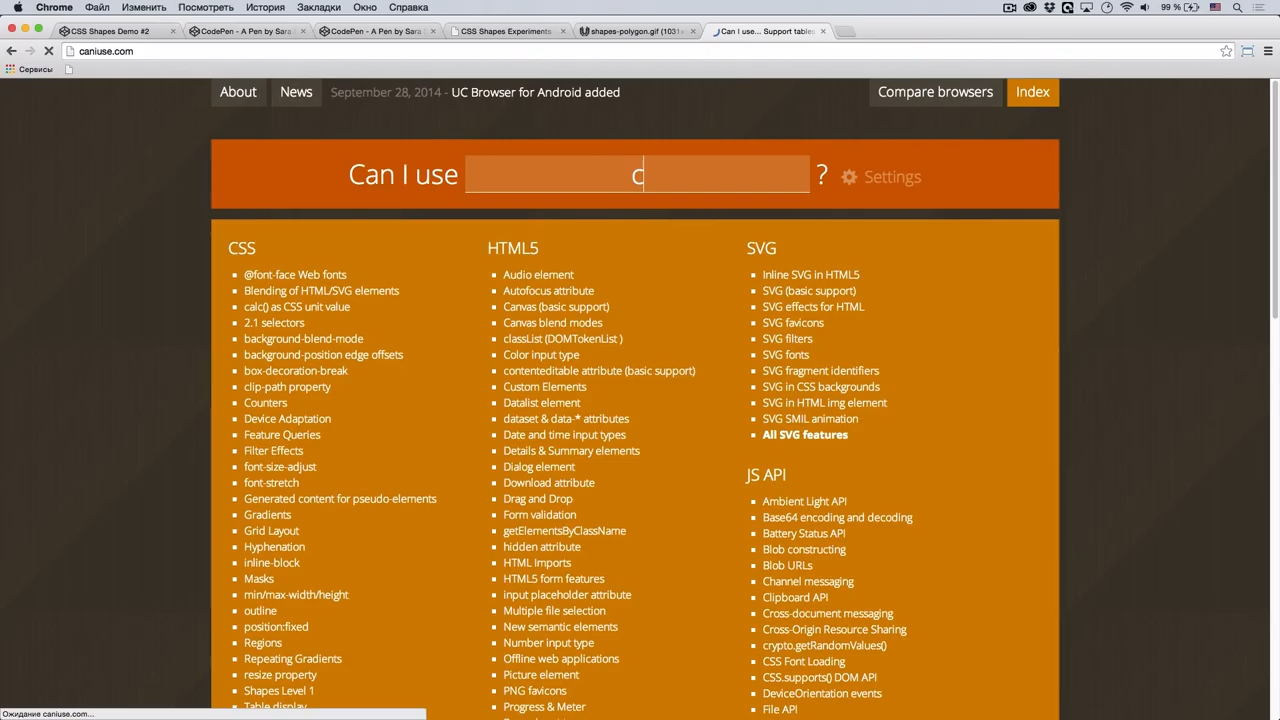 Chrome Файл Изменить Посмотреть История Закладки Окно Справка 99 %
CSS Shapes Demo #2 CodePen - A Pen by Sara CodePen - A Pen by Sara CSS Shapes Experiments shapes-polygon.gif (1031× Can I use... Support tables
caniuse.com
Сервисы
About News September 28, 2014 - UC Browser for Android added Compare browsers Index
Can I use c ? Settings
CSS
@font-face Web fonts
Blending of HTML/SVG elements
calc() as CSS unit value
2.1 selectors
background-blend-mode
background-position edge offsets
box-decoration-break
clip-path property
Counters
Device Adaptation
Feature Queries
Filter Effects
font-size-adjust
font-stretch
Generated content for pseudo-elements
Gradients
Grid Layout
Hyphenation
inline-block
Masks
min/max-width/height
outline
position:fixed
Regions
Repeating Gradients
resize property
Shapes Level 1
Table display
HTML5
Audio element
Autofocus attribute
Canvas (basic support)
Canvas blend modes
classList (DOMTokenList )
Color input type
contenteditable attribute (basic support)
Custom Elements
Datalist element
dataset & data-* attributes
Date and time input types
Details & Summary elements
Dialog element
Download attribute
Drag and Drop
Form validation
getElementsByClassName
hidden attribute
HTML Imports
HTML5 form features
input placeholder attribute
Multiple file selection
New semantic elements
Number input type
Offline web applications
Picture element
PNG favicons
Progress & Meter
SVG
Inline SVG in HTML5
SVG (basic support)
SVG effects for HTML
SVG favicons
SVG filters
SVG fonts
SVG fragment identifiers
SVG in CSS backgrounds
SVG in HTML img element
SVG SMIL animation
All SVG features
JS API
Ambient Light API
Base64 encoding and decoding
Battery Status API
Blob constructing
Blob URLs
Channel messaging
Clipboard API
Cross-document messaging
Cross-Origin Resource Sharing
crypto.getRandomValues()
CSS Font Loading
CSS.supports() DOM API
DeviceOrientation events
File API
Ожидание caniuse.com...